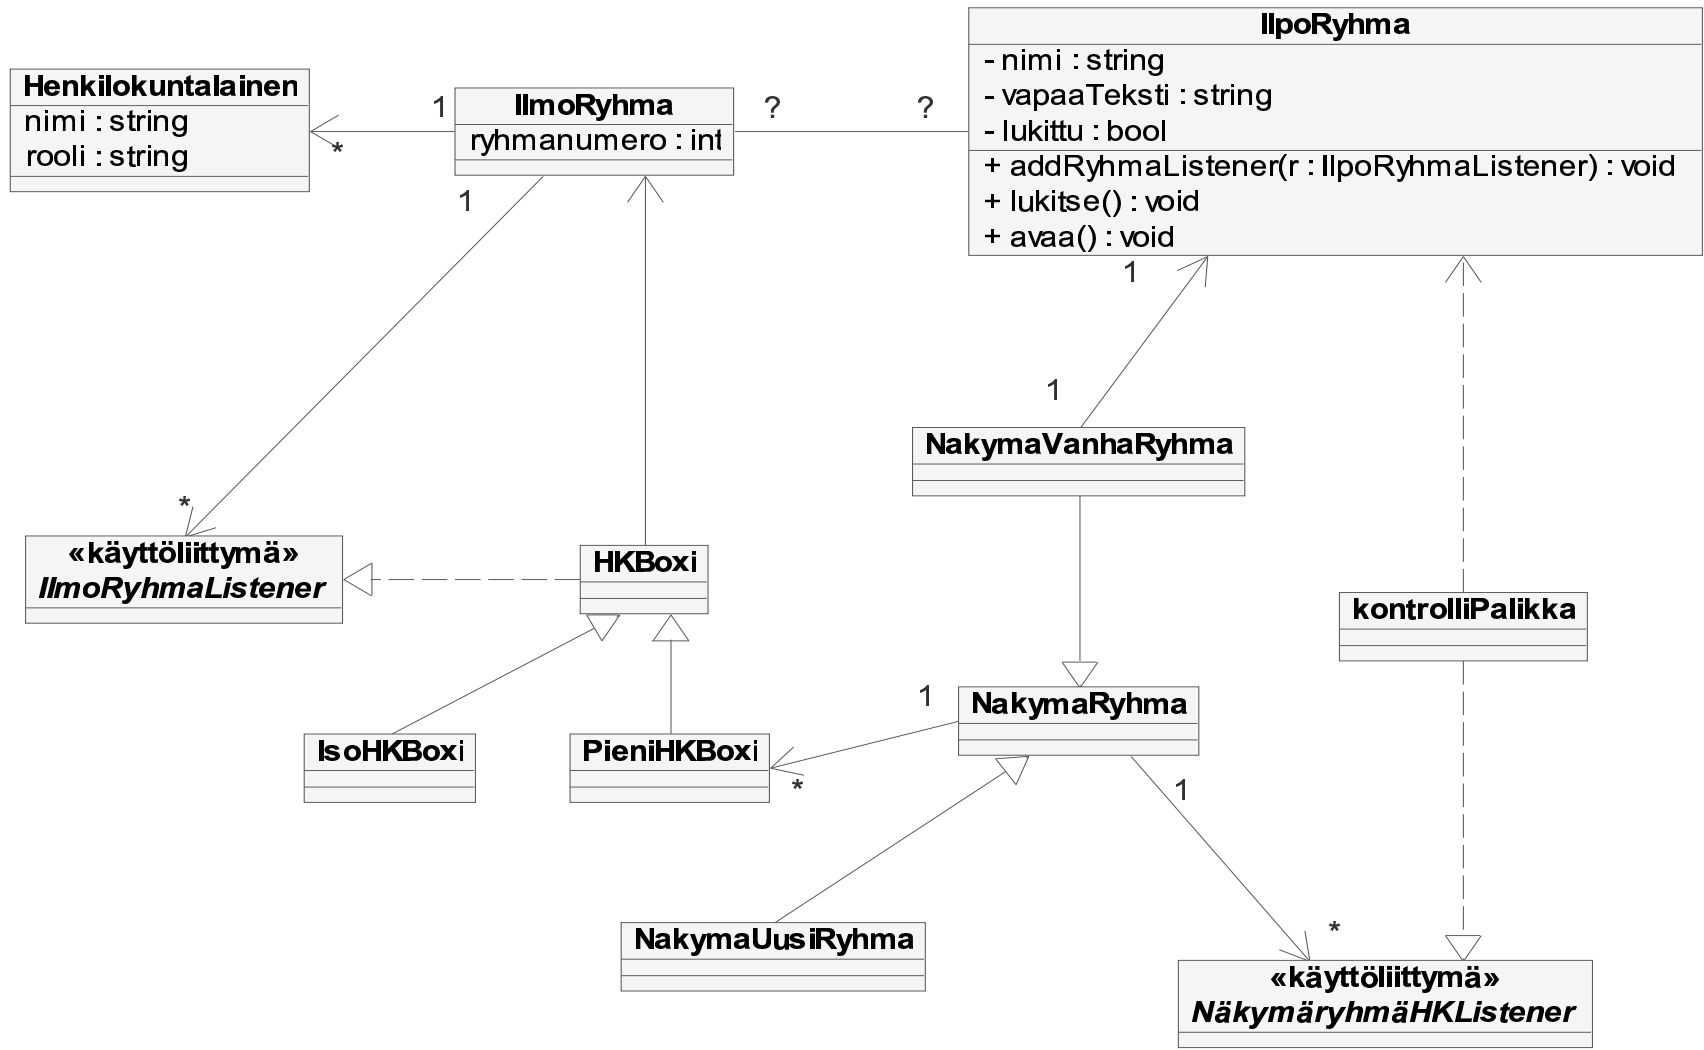 IlpoRyhma
- nimi : string
- vapaaTeksti : string
- lukittu : bool
+ addRyhmaListener(r : IlpoRyhmaListener) : void
+ lukitse() : void
+ avaa() : void
Henkilokuntalainen
nimi : string
rooli : string
1
*
IlmoRyhma
ryhmanumero : int
?
?
1
1
1
*
NakymaVanhaRyhma
«käyttöliittymä»
IlmoRyhmaListener
HKBoxi
kontrolliPalikka
NakymaRyhma
1
*
IsoHKBoxi
PieniHKBoxi
1
*
NakymaUusiRyhma
«käyttöliittymä»
NäkymäryhmäHKListener